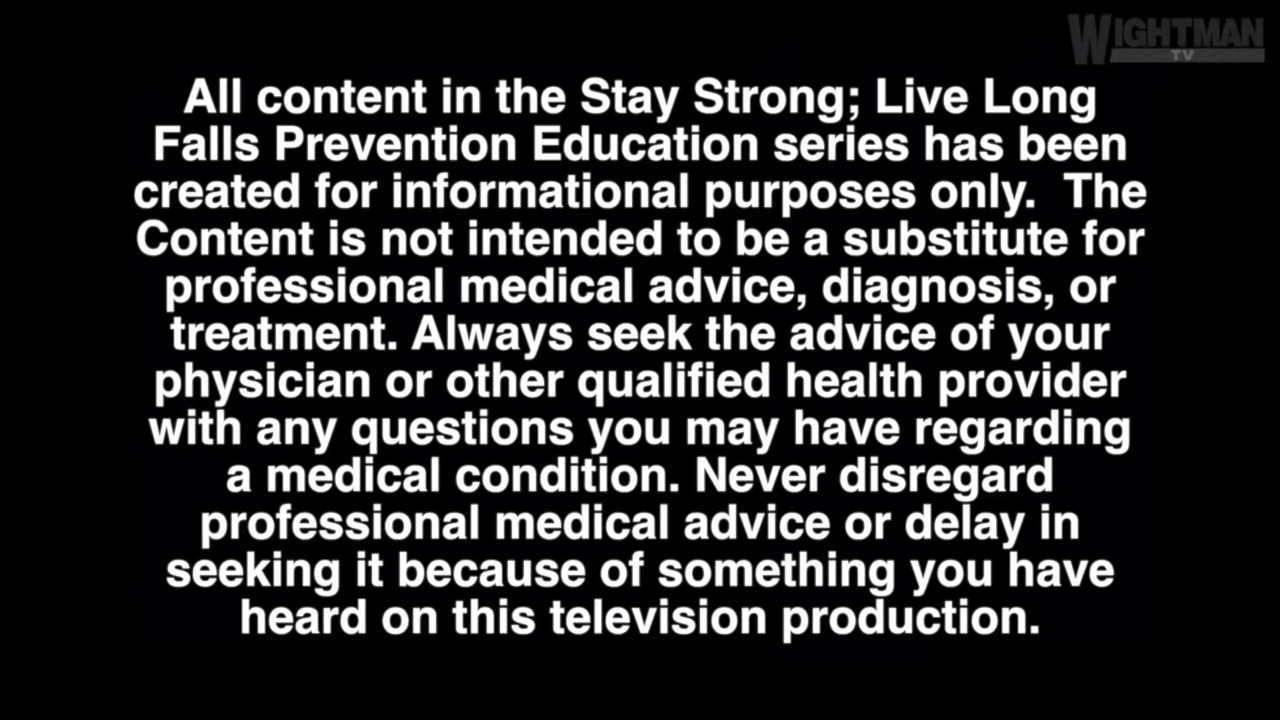 WIGHTMAN
TV
All content in the Stay Strong; Live Long
Falls Prevention Education series has been
created for informational purposes only.  The
Content is not intended to be a substitute for
professional medical advice, diagnosis, or
treatment. Always seek the advice of your
physician or other qualified health provider
with any questions you may have regarding
a medical condition. Never disregard
professional medical advice or delay in
seeking it because of something you have
heard on this television production.